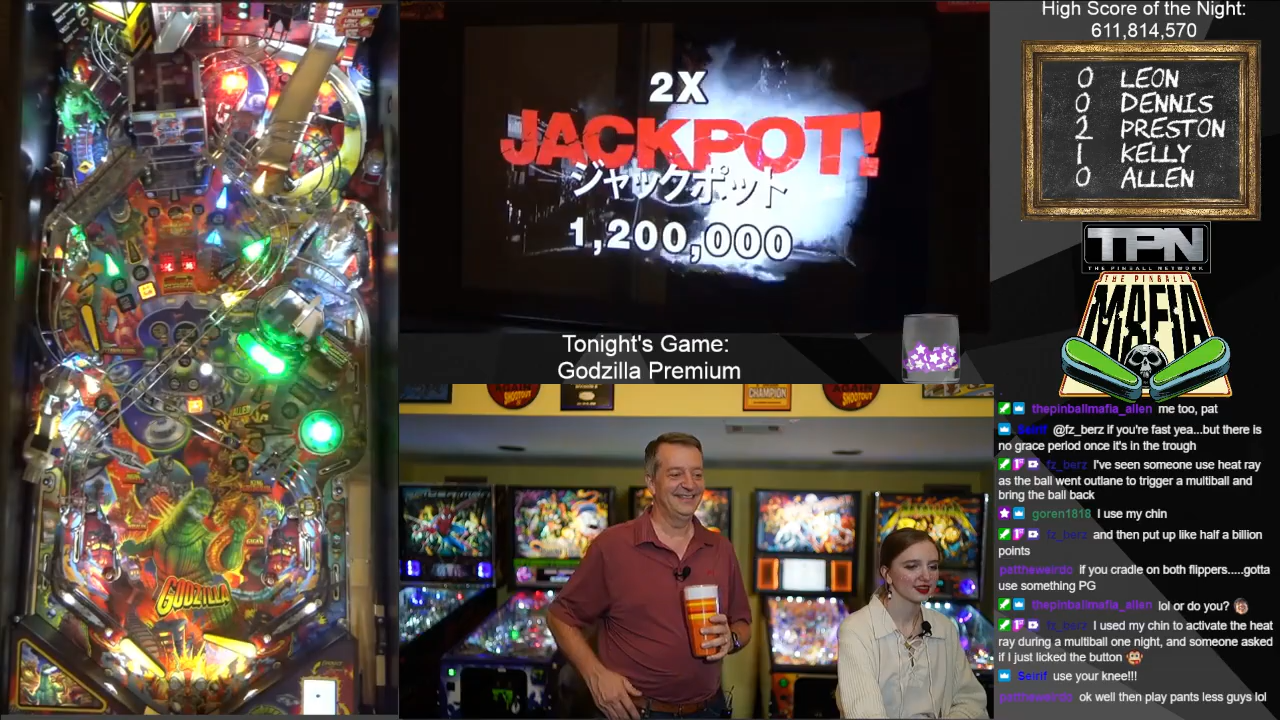 High Score of the Night:
611,814,570
2X
JACKPOT!
ジャックポット
1,200,000
0 LEON
0 DENNIS
2 PRESTON
1 KELLY
0 ALLEN
TPN
THE PINBALL NETWORK
THE PINBALL
MAFIA
Tonight's Game:
Godzilla Premium
AGAIN
SHOOTOUT
CHAMPION
AGAIN
SHOOTOUT
GODZILLA
thepinballmafia_allen me too, pat
Seirif @fz_berz if you're fast yea...but there is
no grace period once it's in the trough
fz_berz I've seen someone use heat ray
as the ball went outlane to trigger a multiball and
bring the ball back
goren1818 I use my chin
fz_berz and then put up like half a billion
points
pattheweirdo if you cradle on both flippers.....gotta
use something PG
thepinballmafia_allen lol or do you?
fz_berz I used my chin to activate the heat
ray during a multiball one night, and someone asked
if I just licked the button
Seirif use your knee!!!
pattheweirdo ok well then play pants less guys lol